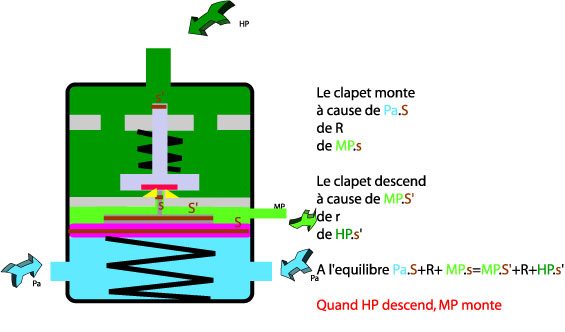 HP
s'
Le clapet monte
à cause de Pa.S
de R
de MP.s
Le clapet descend
à cause de MP.S'
de r
de HP.s'
s
S'
MP
S
Pa
Pa
A l'equilibre Pa.S+R+ MP.s=MP.S'+R+HP.s'
Quand HP descend, MP monte